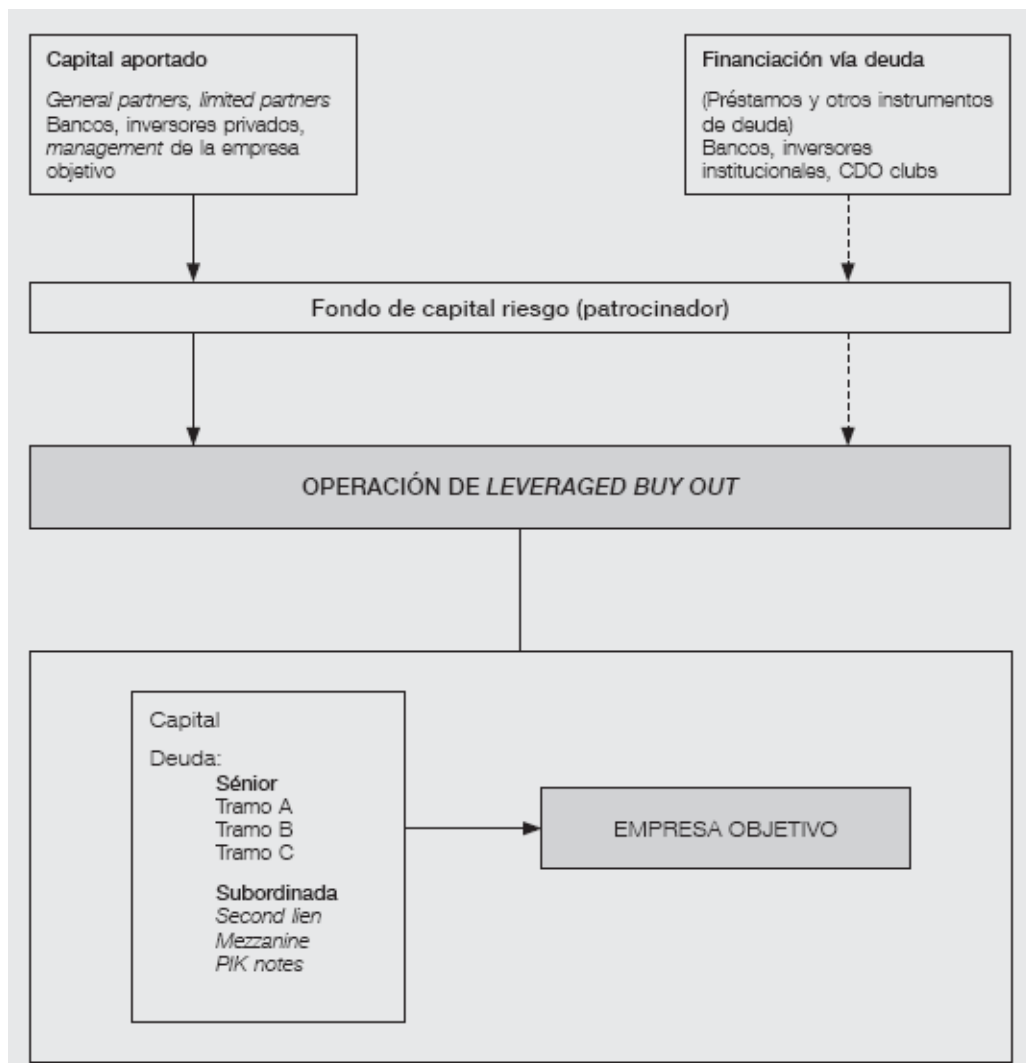 Capital aportado
General partners, limited partners
Bancos, inversores privados,
management de la empresa
objetivo
Financiación vía deuda
(Préstamos y otros instrumentos
de deuda)
Bancos, inversores
institucionales, CDO clubs
Fondo de capital riesgo (patrocinador)
OPERACIÓN DE LEVERAGED BUY OUT
Capital
Deuda:
Sénior
Tramo A
Tramo B
Tramo C
Subordinada
Second lien
Mezzanine
PIK notes
EMPRESA OBJETIVO